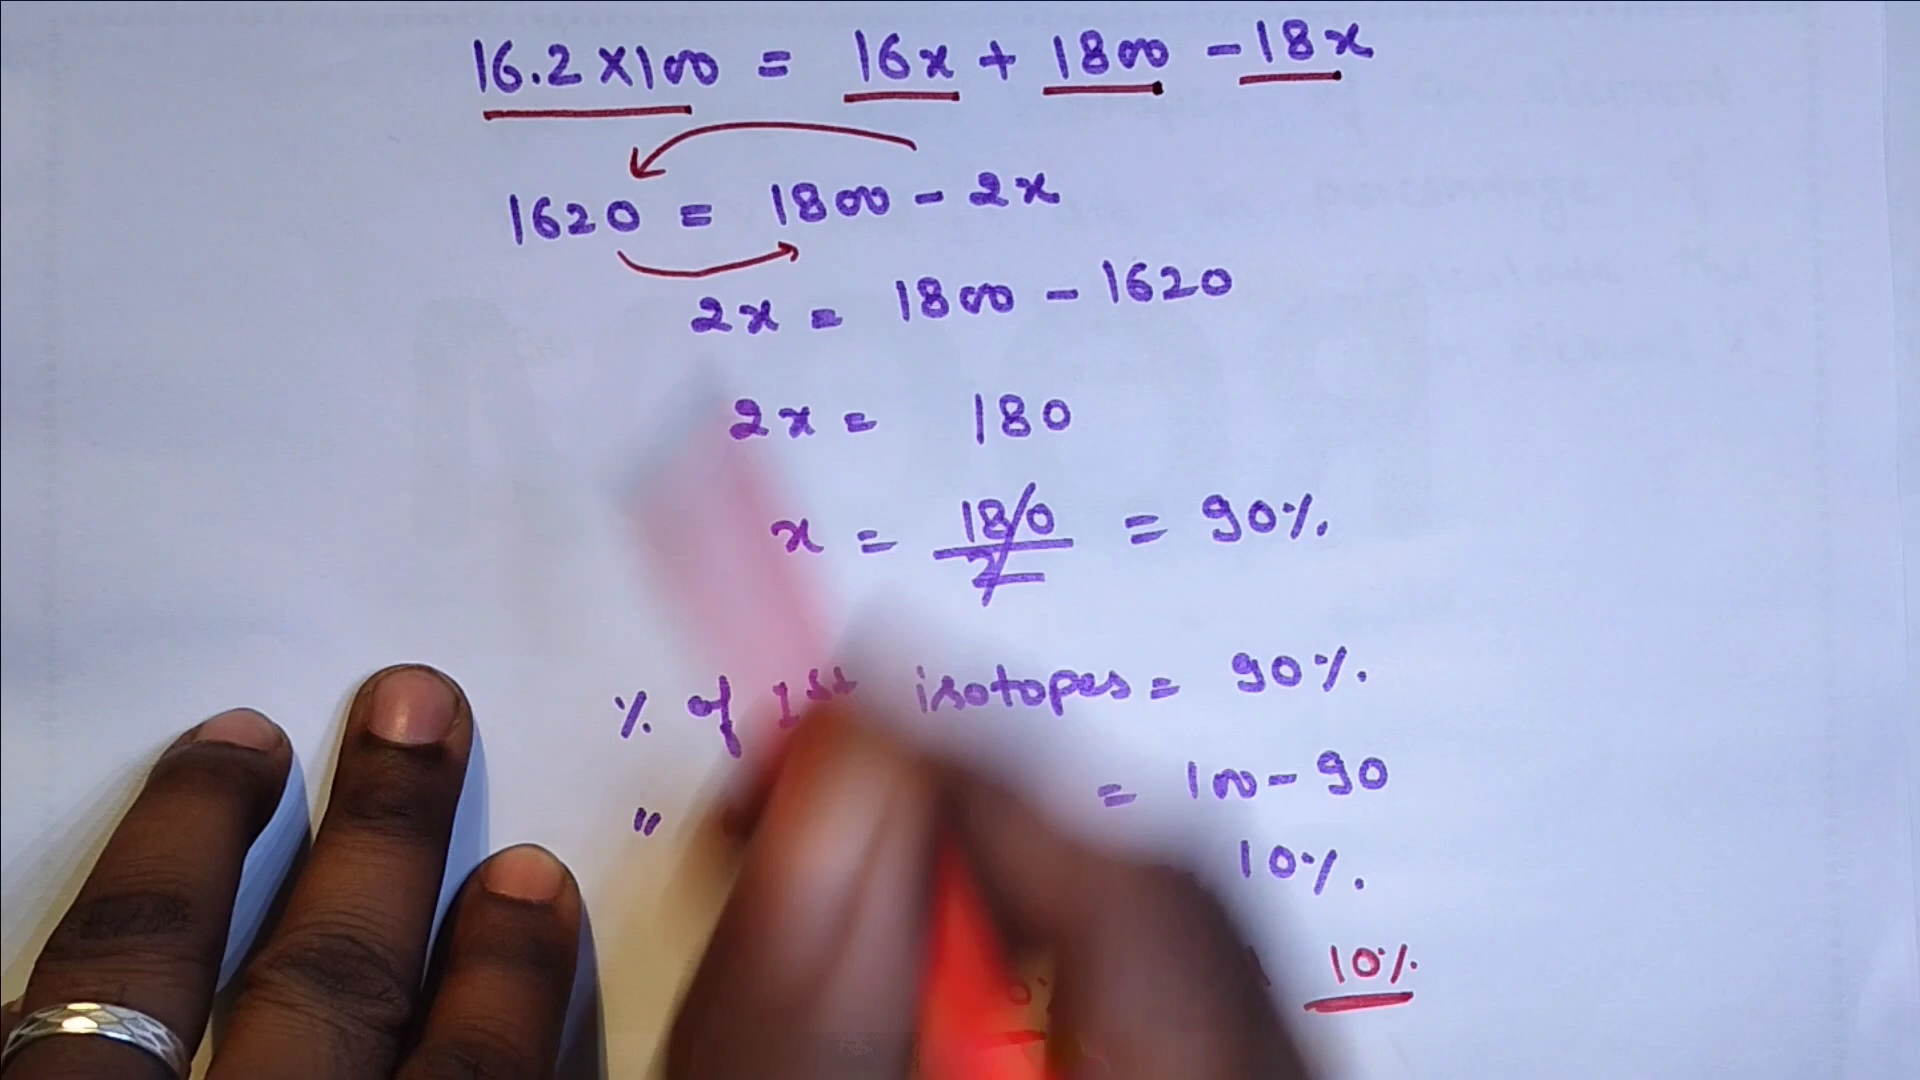 16.2 × 100 = 16x + 1800 - 18x
1620 = 1800 - 2x
2x = 1800 - 1620
2x = 180
x = 180/2 = 90%
% of 1st isotopes = 90%
" = 100 - 90
10%
10%